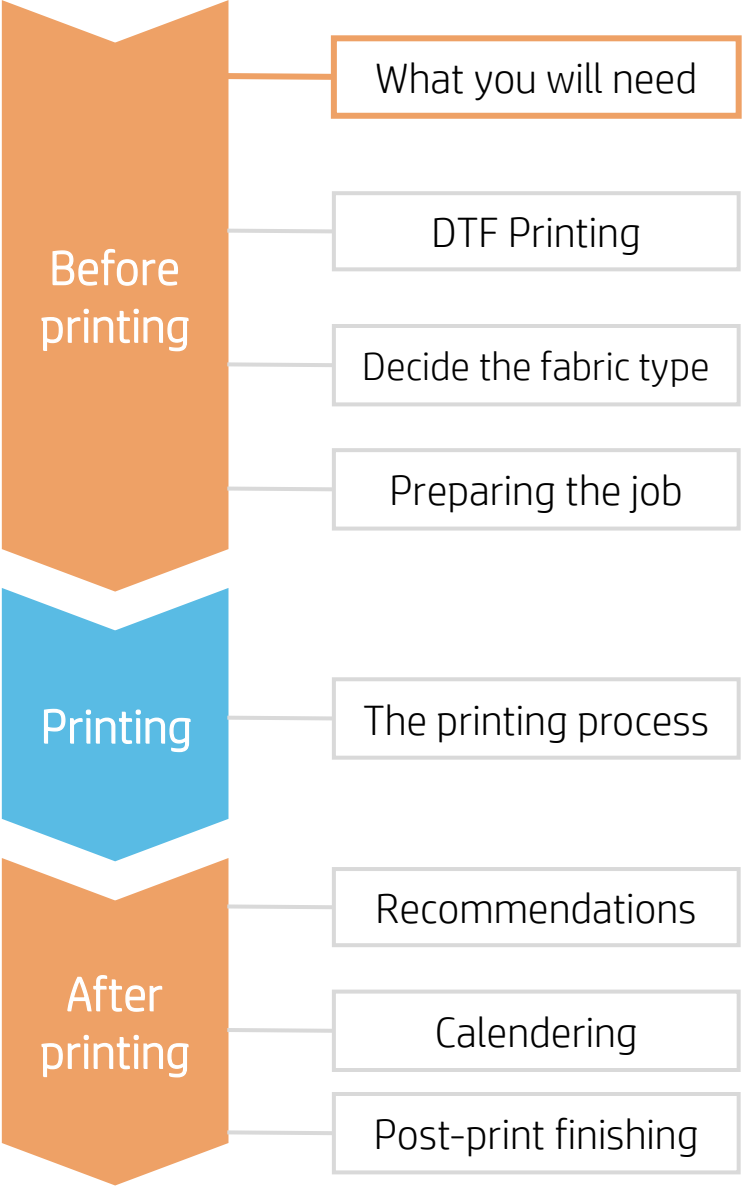 What you will need
DTF Printing
Before
printing
Decide the fabric type
Preparing the job
Printing
The printing process
Recommendations
After
printing
Calendering
Post-print finishing